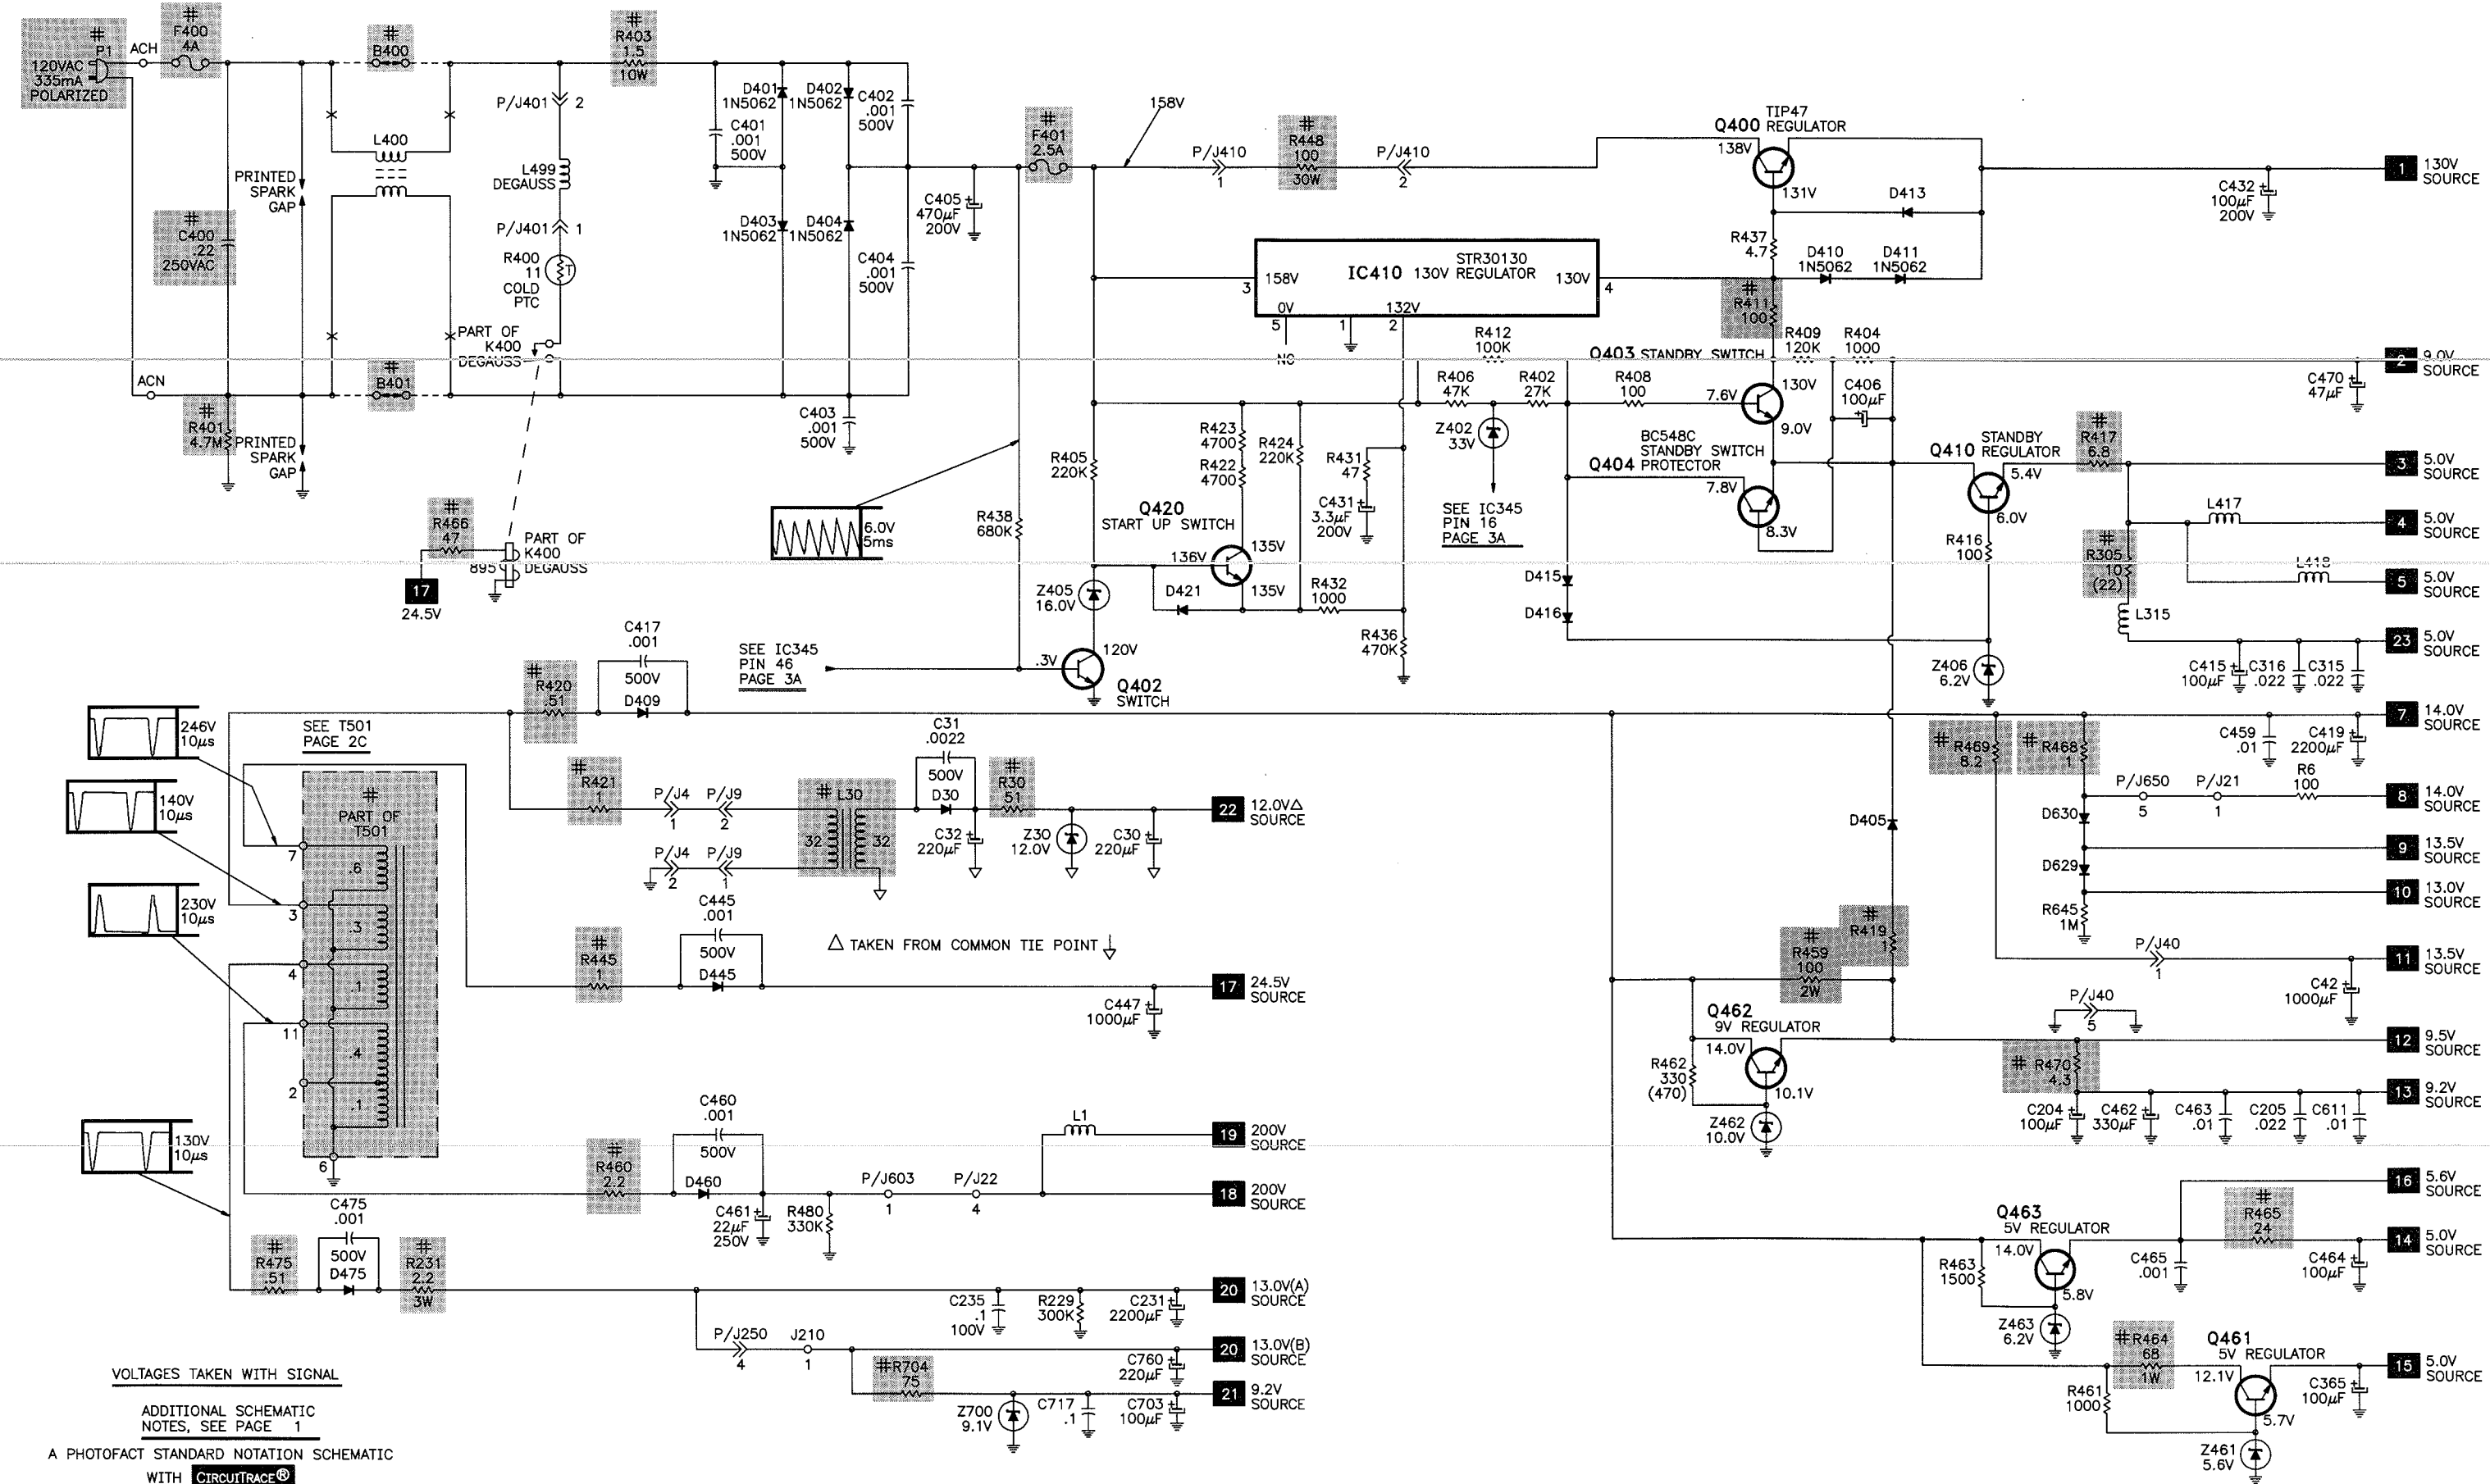 #
P1
120VAC
335mA
POLARIZED
ACH
#
F400
4A
#
B400
#
R403
1.5
10W
P/J401 2
L400
L499
DEGAUSS
P/J401 1
R400
11
COLD
PTC
PRINTED
SPARK
GAP
#
C400
.22
250VAC
C401
.001
500V
D401
1N5062
D402
1N5062
C402
.001
500V
D403
1N5062
D404
1N5062
C404
.001
500V
C403
.001
500V
C405
470µF
200V
#
F401
2.5A
158V
P/J410
1
#
R448
100
30W
P/J410
2
TIP47
Q400 REGULATOR
138V
131V
D413
R437
4.7
D410
1N5062
D411
1N5062
C432
100µF
200V
1 130V
SOURCE
STR30130
IC410 130V REGULATOR
3 158V
130V 4
0V
5
NC
1
132V
2
#
R411
100
PART OF
K400
DEGAUSS
ACN
#
B401
#
R401
4.7M
PRINTED
SPARK
GAP
R412
100K
Q403 STANDBY SWITCH
R409
120K
R404
1000
2 9.0V
SOURCE
C470
47µF
R406
47K
R402
27K
R408
100
7.6V
130V
9.0V
C406
100µF
Z402
33V
SEE IC345
PIN 16
PAGE 3A
BC548C
STANDBY SWITCH
Q404 PROTECTOR
7.8V
8.3V
Q410 STANDBY
REGULATOR
5.4V
6.0V
R416
100
#
R417
6.8
3 5.0V
SOURCE
L417
4 5.0V
SOURCE
#
R305
10
(22)
L418
5 5.0V
SOURCE
L315
23 5.0V
SOURCE
C415
100µF
C316
.022
C315
.022
R405
220K
R423
4700
R422
4700
R424
220K
R431
47
C431
3.3µF
200V
Q420
START UP SWITCH
136V
135V
135V
R438
680K
6.0V
5ms
#
R466
47
PART OF
K400
DEGAUSS
895
17
24.5V
Z405
16.0V
D421
R432
1000
R436
470K
D415
D416
Z406
6.2V
SEE IC345
PIN 46
PAGE 3A
.3V
120V
Q402
SWITCH
C417
.001
500V
D409
#
R420
.51
7 14.0V
SOURCE
246V
10µs
140V
10µs
230V
10µs
130V
10µs
SEE T501
PAGE 2C
#
PART OF
T501
7
.6
3
.3
4
.1
11
.4
2
.1
6
#
R421
1
P/J4
1
P/J9
2
P/J4
2
P/J9
1
# L30
32 32
C31
.0022
500V
D30
#
R30
51
C32
220µF
Z30
12.0V
C30
220µF
22 12.0V△
SOURCE
△ TAKEN FROM COMMON TIE POINT
C445
.001
500V
D445
#
R445
1
C447
1000µF
17 24.5V
SOURCE
C460
.001
500V
D460
#
R460
2.2
C461
22µF
250V
R480
330K
P/J603
1
P/J22
4
L1
19 200V
SOURCE
18 200V
SOURCE
C475
.001
500V
D475
#
R475
.51
#
R231
2.2
3W
C235
.1
100V
R229
300K
C231
2200µF
20 13.0V(A)
SOURCE
P/J250
4
J210
1
C760
220µF
20 13.0V(B)
SOURCE
#R704
75
Z700
9.1V
C717
.1
C703
100µF
21 9.2V
SOURCE
# R469
8.2
# R468
1
C459
.01
C419
2200µF
P/J650
5
P/J21
1
R6
100
8 14.0V
SOURCE
D630
9 13.5V
SOURCE
D629
10 13.0V
SOURCE
R645
1M
P/J40
1
11 13.5V
SOURCE
C42
1000µF
P/J40
5
D405
#
R419
1
#
R459
100
2W
Q462
9V REGULATOR
14.0V
10.1V
R462
330
(470)
Z462
10.0V
12 9.5V
SOURCE
# R470
4.3
13 9.2V
SOURCE
C204
100µF
C462
330µF
C463
.01
C205
.022
C611
.01
16 5.6V
SOURCE
Q463
5V REGULATOR
14.0V
5.8V
R463
1500
Z463
6.2V
C465
.001
#
R465
24
C464
100µF
14 5.0V
SOURCE
#R464
68
1W
Q461
5V REGULATOR
12.1V
5.7V
R461
1000
Z461
5.6V
C365
100µF
15 5.0V
SOURCE
VOLTAGES TAKEN WITH SIGNAL
ADDITIONAL SCHEMATIC
NOTES, SEE PAGE 1
A PHOTOFACT STANDARD NOTATION SCHEMATIC
WITH CIRCUITRACE®